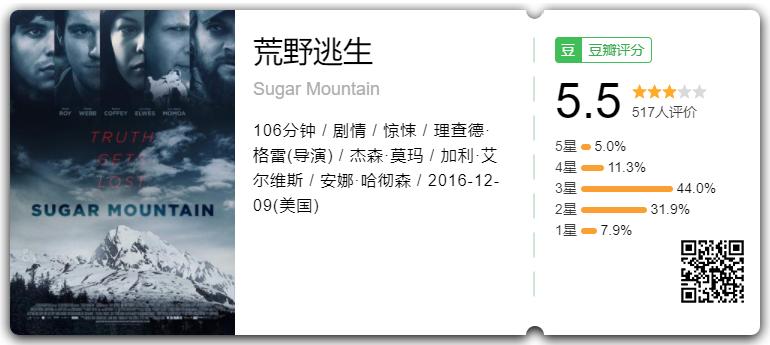 ROY WEBB COFFEY ELWES MOMOA
TRUTH
GETS
LOST
SUGAR MOUNTAIN
荒野逃生
Sugar Mountain
106分钟 / 剧情 / 惊悚 / 理查德·
格雷(导演) / 杰森·莫玛 / 加利·艾
尔维斯 / 安娜·哈彻森 / 2016-12-
09(美国)
豆 豆瓣评分
5.5
517人评价
5星 5.0%
4星 11.3%
3星 44.0%
2星 31.9%
1星 7.9%